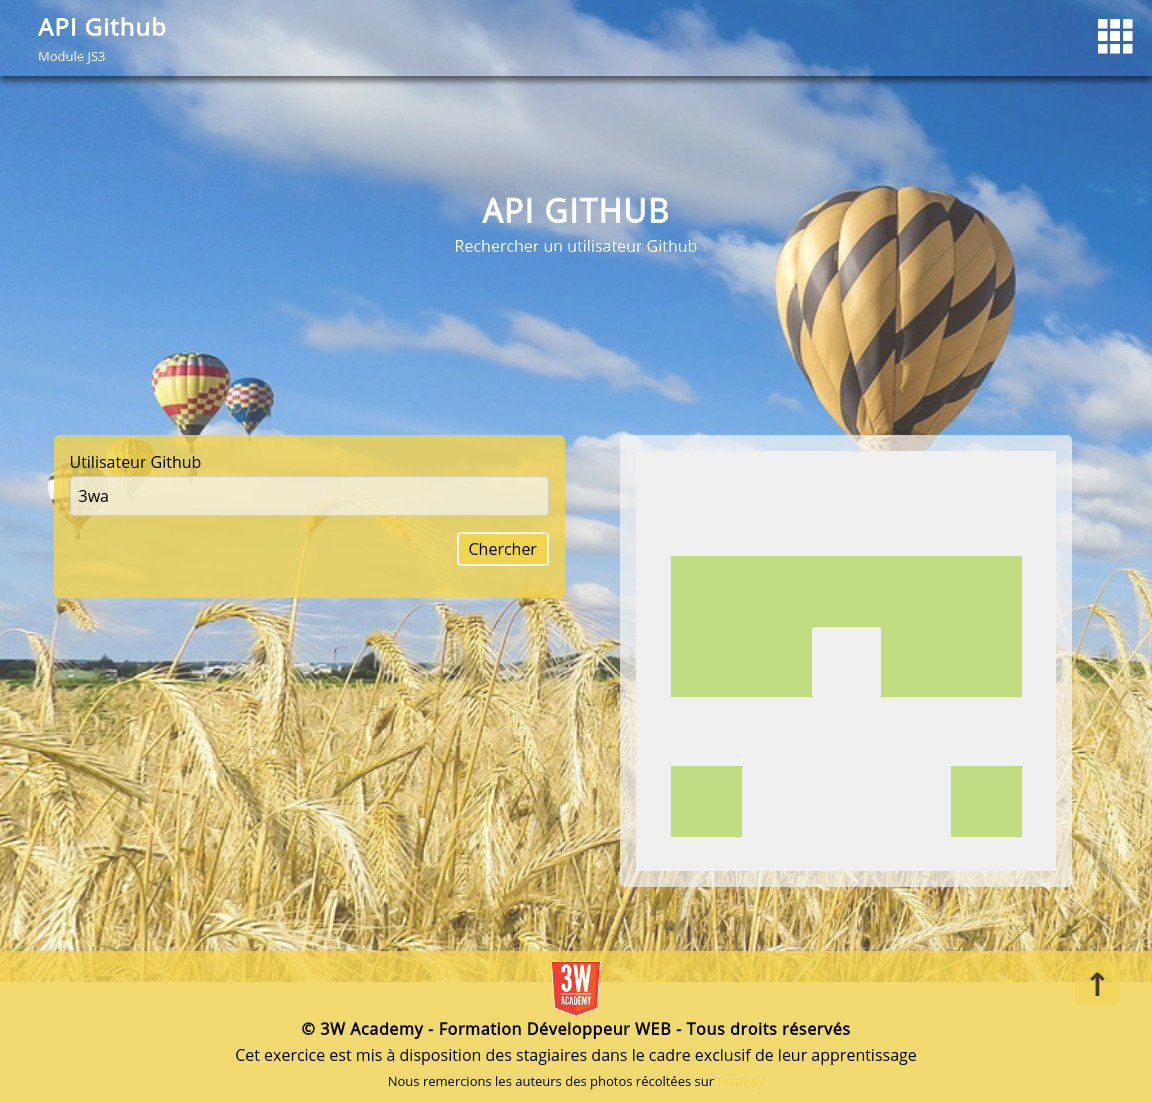 API Github
Module JS3
API GITHUB
Rechercher un utilisateur Github
Utilisateur Github
3wa
Chercher
3W
ACADEMY
© 3W Academy - Formation Développeur WEB - Tous droits réservés
Cet exercice est mis à disposition des stagiaires dans le cadre exclusif de leur apprentissage
Nous remercions les auteurs des photos récoltées sur Pixabay